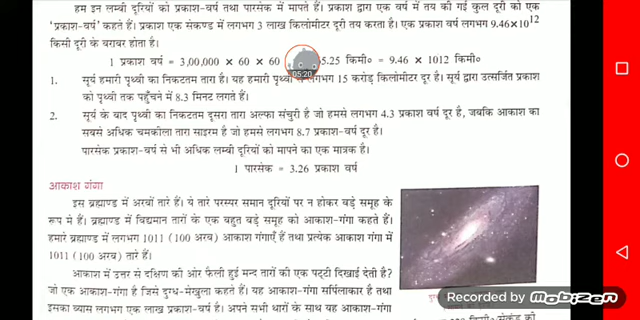 हम इन लम्बी दूरियों को प्रकाश-वर्ष तथा पारसेक में मापते हैं। प्रकाश द्वारा एक वर्ष में तय की गई कुल दूरी को एक
'प्रकाश-वर्ष' कहते हैं। प्रकाश एक संकण्ड में लगभग 3 लाख किलोमीटर दूरी तय करता है। एक प्रकाश वर्ष लगभग 9.46×10¹²
किसी दूरी के बराबर होता है।
1 प्रकाश वर्ष = 3,00,000 × 60 × 60 5.25 किमी० = 9.46 × 1012 किमी०
05:20
1. सूर्य हमारी पृथ्वी का निकटतम तारा है। यह हमारी पृथ्वी से लगभग 15 करोड़ किलोमीटर दूर है। सूर्य द्वारा उत्सर्जित प्रकाश
को पृथ्वी तक पहुँचने में 8.3 मिनट लगते हैं।
2. सूर्य के बाद पृथ्वी का निकटतम दूसरा तारा अल्फा संचुरी है जो हमसे लगभग 4.3 प्रकाश वर्ष दूर है, जबकि आकाश का
सबसे अधिक चमकीला तारा साइरम है जो हमसे लगभग 8.7 प्रकाश-वर्ष दूर है।
पारसेक प्रकाश-वर्ष से भी अधिक लम्बी दूरियों को मापने का एक मात्रक है।
1 पारसेक = 3.26 प्रकाश वर्ष
आकाश गंगा
इस ब्रह्माण्ड में अरबों तारे हैं। ये तारे परस्पर समान दूरियों पर न होकर बड़े समूह के
रूप में हैं। ब्रह्माण्ड में विद्यमान तारों के एक बहुत बड़े समूह को आकाश-गंगा कहते हैं।
हमारे ब्रह्माण्ड में लगभग 1011 (100 अरब) आकाश गंगाएँ हैं तथा प्रत्येक आकाश गंगा में
1011 (100 अरब) तारे हैं।
आकाश में उत्तर से दक्षिण की ओर फैली हुई मन्द तारों की एक पट्टी दिखाई देती है?
जो एक आकाश-गंगा है जिसे दुग्ध-मेखुला कहते हैं। यह आकाश-गंगा सर्पिलाकार है तथा
इसका व्यास लगभग एक लाख प्रकाश-वर्ष है। अपने सभी थारों के साथ यह आकाश-गंगा
Recorded by Mobizen
किमी० संकंड की